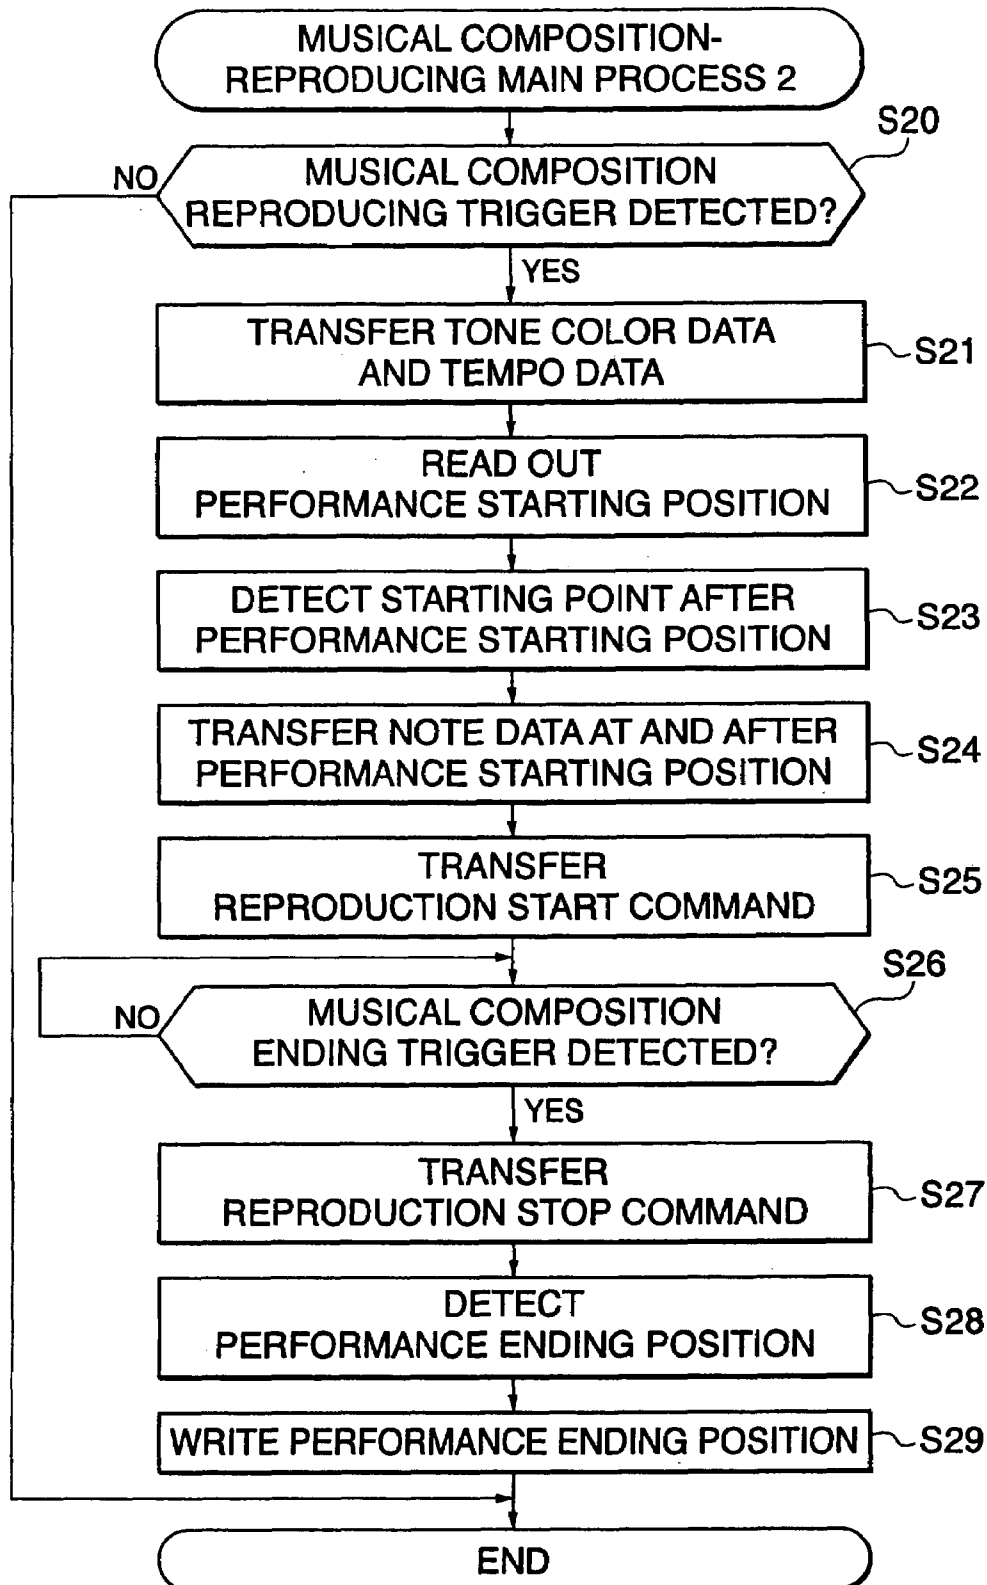 MUSICAL COMPOSITION-
REPRODUCING MAIN PROCESS 2
S20
NO
MUSICAL COMPOSITION
REPRODUCING TRIGGER DETECTED?
YES
TRANSFER TONE COLOR DATA
AND TEMPO DATA
S21
READ OUT
PERFORMANCE STARTING POSITION
S22
DETECT STARTING POINT AFTER
PERFORMANCE STARTING POSITION
S23
TRANSFER NOTE DATA AT AND AFTER
PERFORMANCE STARTING POSITION
S24
TRANSFER
REPRODUCTION START COMMAND
S25
S26
NO
MUSICAL COMPOSITION
ENDING TRIGGER DETECTED?
YES
TRANSFER
REPRODUCTION STOP COMMAND
S27
DETECT
PERFORMANCE ENDING POSITION
S28
WRITE PERFORMANCE ENDING POSITION
S29
END